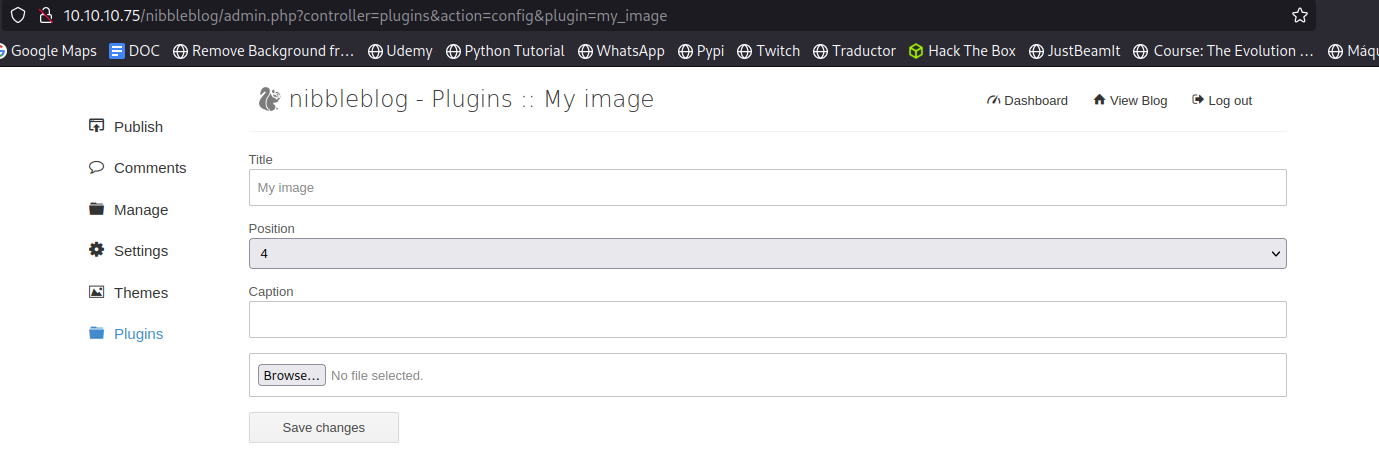 10.10.10.75/nibbleblog/admin.php?controller=plugins&action=config&plugin=my_image
Google Maps DOC Remove Background fr… Udemy Python Tutorial WhatsApp Pypi Twitch Traductor Hack The Box JustBeamIt Course: The Evolution … Máqu
nibbleblog - Plugins :: My image
Dashboard View Blog Log out
Publish
Comments
Manage
Settings
Themes
Plugins
Title
My image
Position
4
Caption
Browse… No file selected.
Save changes